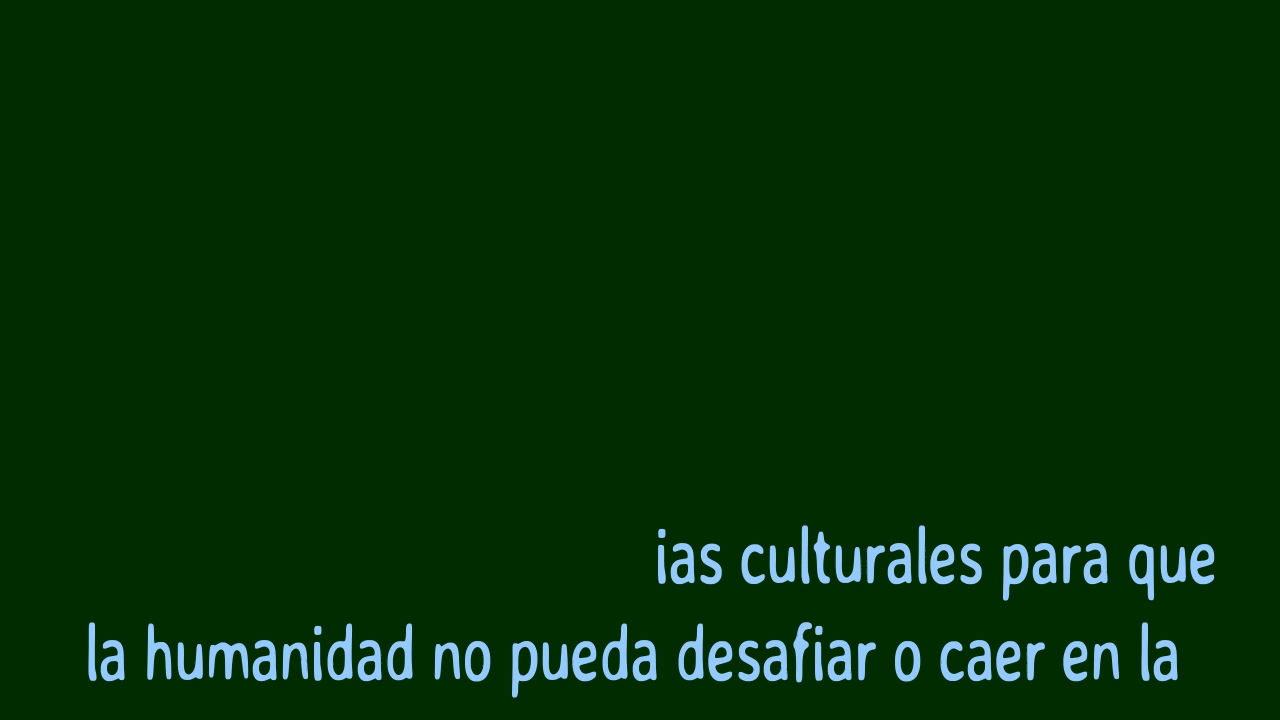 ias culturales para que
la humanidad no pueda desafiar o caer en la